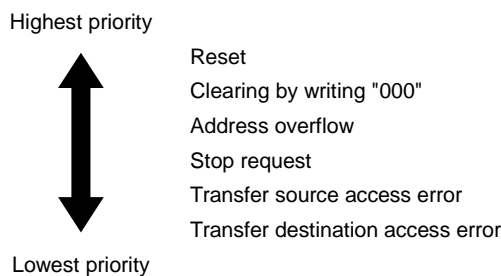 Highest priority
Reset
Clearing by writing "000"
Address overflow
Stop request
Transfer source access error
Transfer destination access error
Lowest priority